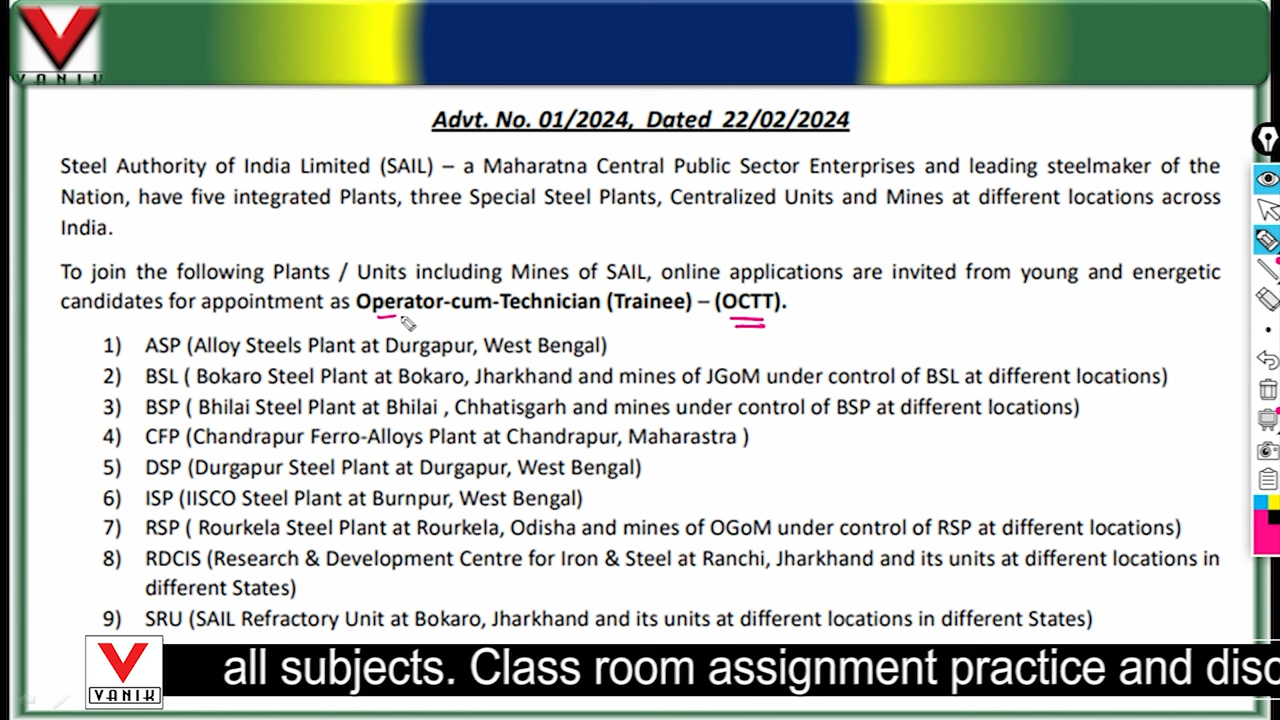 VANIK
Advt. No. 01/2024, Dated 22/02/2024
Steel Authority of India Limited (SAIL) – a Maharatna Central Public Sector Enterprises and leading steelmaker of the
Nation, have five integrated Plants, three Special Steel Plants, Centralized Units and Mines at different locations across
India.
To join the following Plants / Units including Mines of SAIL, online applications are invited from young and energetic
candidates for appointment as Operator-cum-Technician (Trainee) – (OCTT).
1) ASP (Alloy Steels Plant at Durgapur, West Bengal)
2) BSL ( Bokaro Steel Plant at Bokaro, Jharkhand and mines of JGoM under control of BSL at different locations)
3) BSP ( Bhilai Steel Plant at Bhilai , Chhatisgarh and mines under control of BSP at different locations)
4) CFP (Chandrapur Ferro-Alloys Plant at Chandrapur, Maharastra )
5) DSP (Durgapur Steel Plant at Durgapur, West Bengal)
6) ISP (IISCO Steel Plant at Burnpur, West Bengal)
7) RSP ( Rourkela Steel Plant at Rourkela, Odisha and mines of OGoM under control of RSP at different locations)
8) RDCIS (Research & Development Centre for Iron & Steel at Ranchi, Jharkhand and its units at different locations in
different States)
9) SRU (SAIL Refractory Unit at Bokaro, Jharkhand and its units at different locations in different States)
VANIK
all subjects. Class room assignment practice and disc